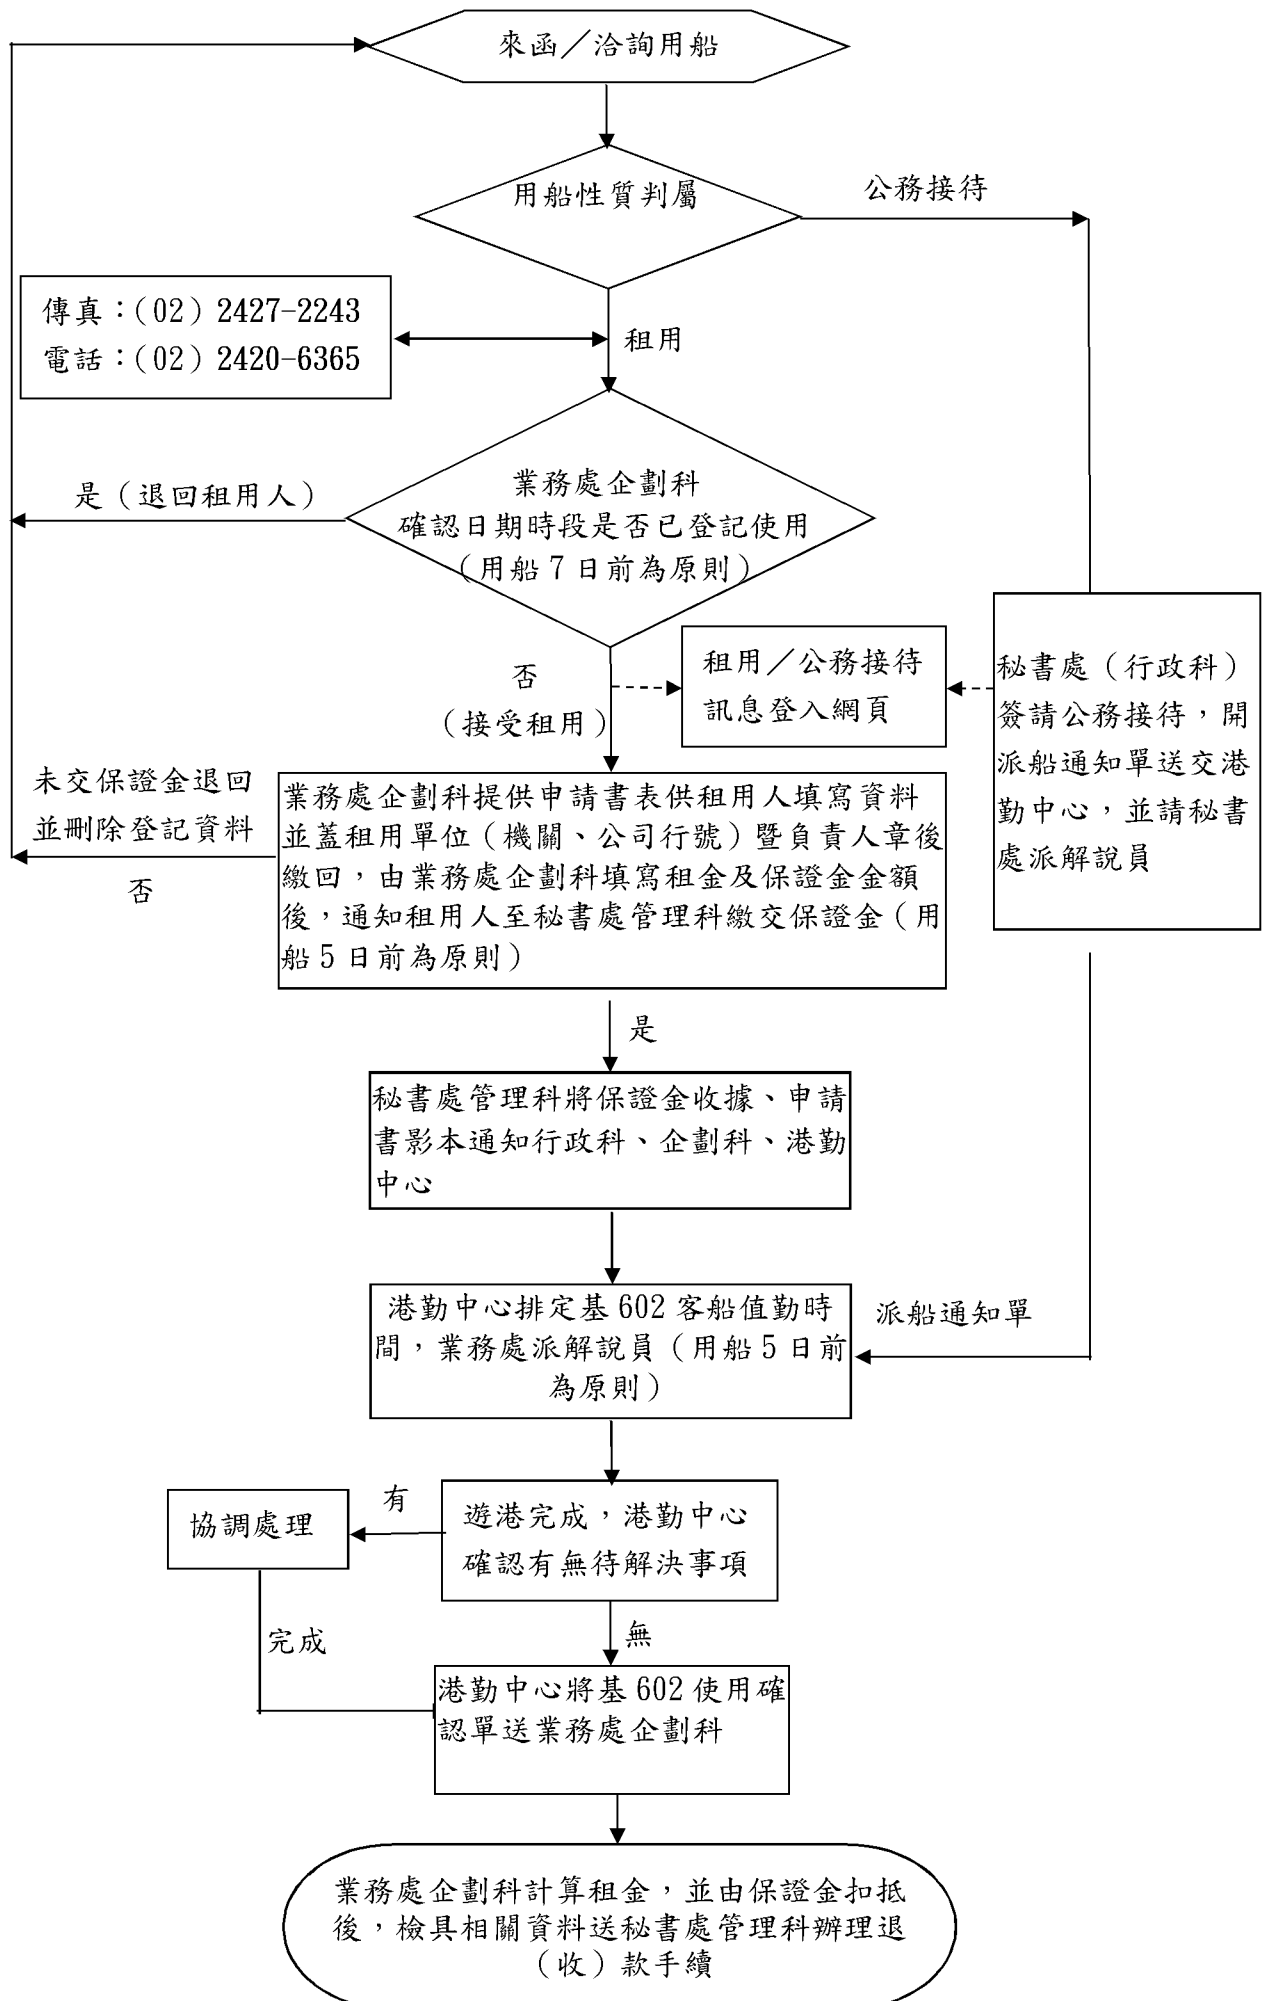 來函／洽詢用船
用船性質判屬
公務接待
傳真：(02) 2427-2243
電話：(02) 2420-6365
租用
是（退回租用人）
業務處企劃科
確認日期時段是否已登記使用
（用船 7 日前為原則）
否
（接受租用）
租用／公務接待
訊息登入網頁
秘書處（行政科）
簽請公務接待，開
派船通知單送交港
勤中心，並請秘書
處派解說員
未交保證金退回
並刪除登記資料
否
業務處企劃科提供申請書表供租用人填寫資料
並蓋租用單位（機關、公司行號）暨負責人章後
繳回，由業務處企劃科填寫租金及保證金金額
後，通知租用人至秘書處管理科繳交保證金（用
船 5 日前為原則）
是
秘書處管理科將保證金收據、申請
書影本通知行政科、企劃科、港勤
中心
港勤中心排定基 602 客船值勤時
間，業務處派解說員（用船 5 日前
為原則）
派船通知單
有
協調處理
遊港完成，港勤中心
確認有無待解決事項
完成
無
港勤中心將基 602 使用確
認單送業務處企劃科
業務處企劃科計算租金，並由保證金扣抵
後，檢具相關資料送秘書處管理科辦理退
（收）款手續